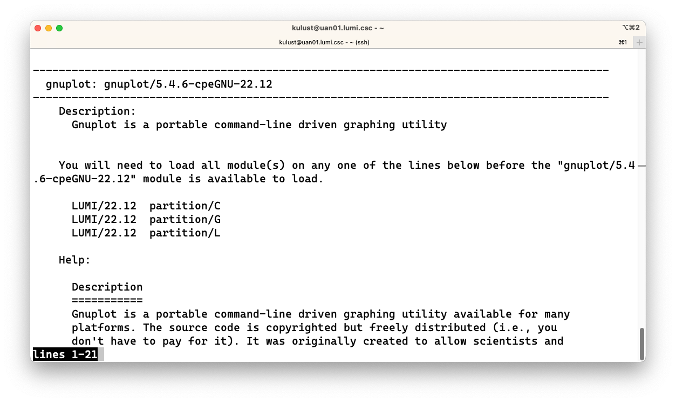 kulust@uan01.lumi.csc - ~
⌥⌘2
kulust@uan01.lumi.csc - ~ (ssh)
⌘1
+
----------------------------------------------------------------------------------------
gnuplot: gnuplot/5.4.6-cpeGNU-22.12
----------------------------------------------------------------------------------------
Description:
Gnuplot is a portable command-line driven graphing utility
You will need to load all module(s) on any one of the lines below before the "gnuplot/5.4
.6-cpeGNU-22.12" module is available to load.
LUMI/22.12  partition/C
LUMI/22.12  partition/G
LUMI/22.12  partition/L
Help:
Description
===========
Gnuplot is a portable command-line driven graphing utility available for many
platforms. The source code is copyrighted but freely distributed (i.e., you
don't have to pay for it). It was originally created to allow scientists and
lines 1-21